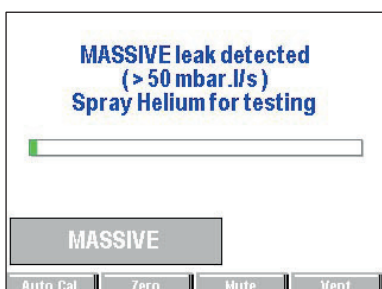 MASSIVE leak detected
(> 50 mbar.l/s)
Spray Helium for testing
MASSIVE
Auto Cal Zero Mute Vent